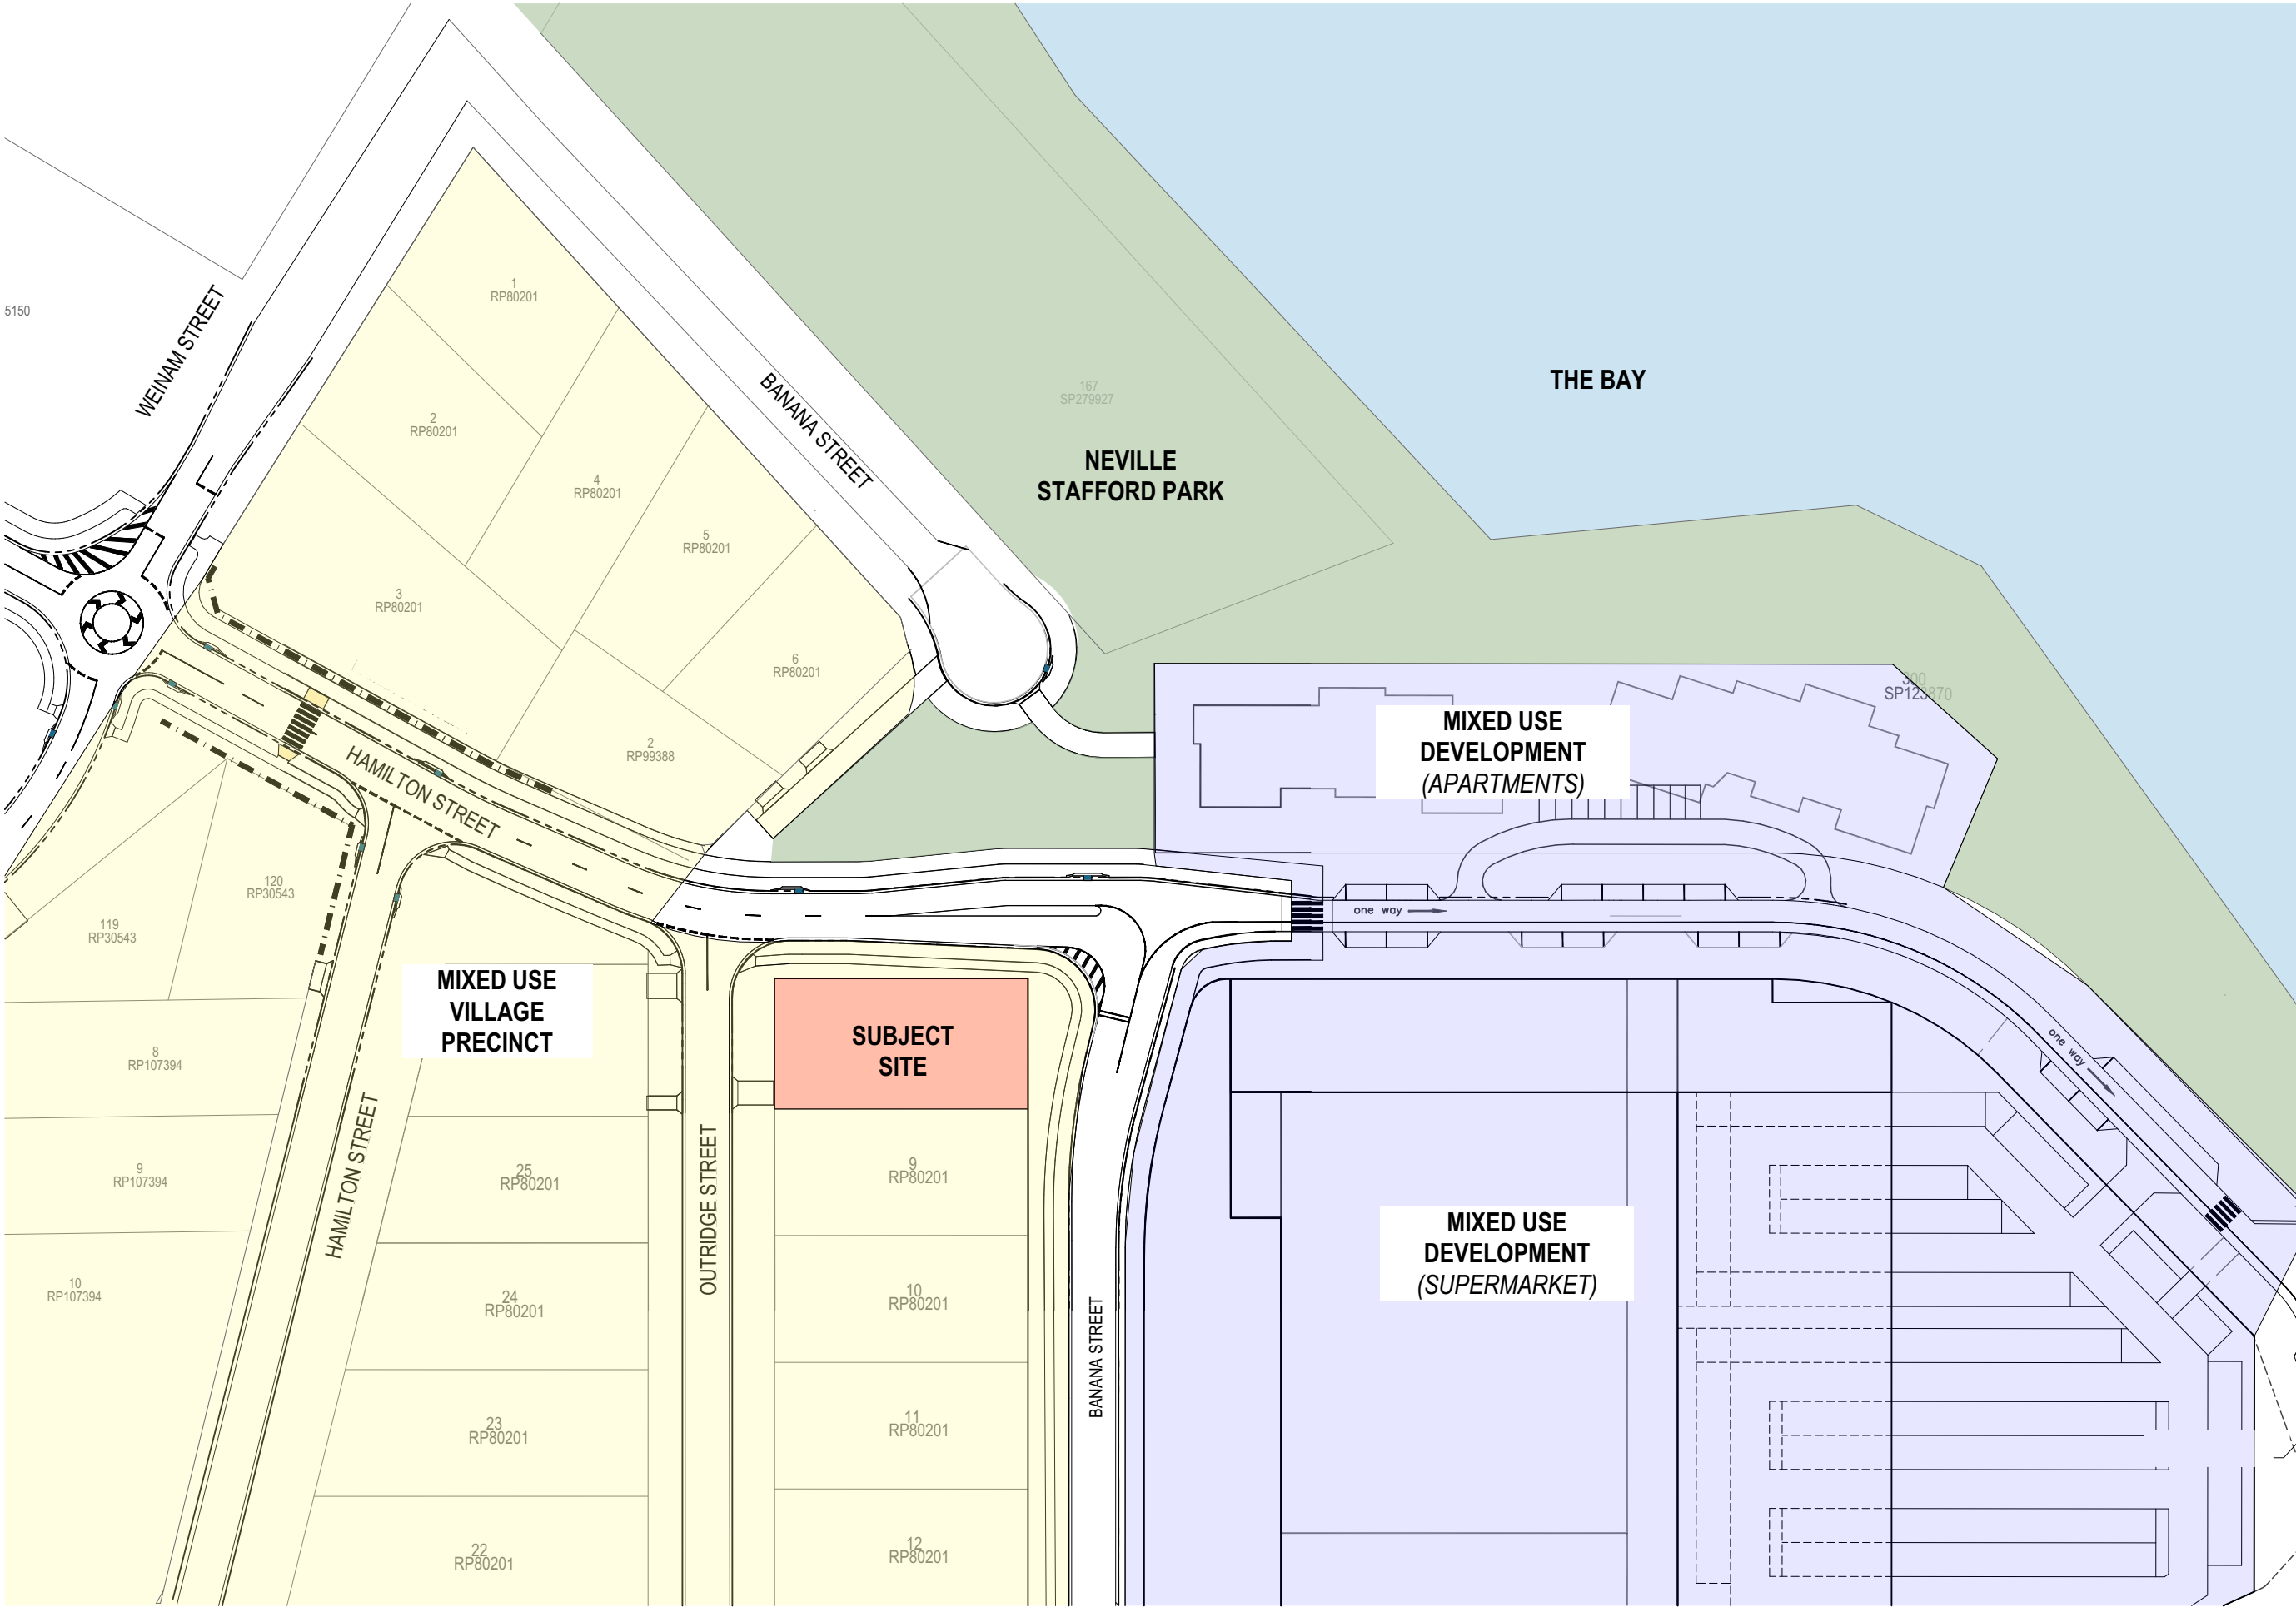 1
RP80201
5150
WEINAM STREET
THE BAY
BANANA STREET
167
SP279927
2
RP80201
NEVILLE
STAFFORD PARK
4
RP80201
5
RP80201
3
RP80201
6
RP80201
300
SP123870
MIXED USE
DEVELOPMENT
(APARTMENTS)
2
RP99388
HAMILTON STREET
120
RP30543
119
RP30543
one way
MIXED USE
VILLAGE
PRECINCT
SUBJECT
SITE
8
RP107394
one way
HAMILTON STREET
OUTRIDGE STREET
9
RP107394
25
RP80201
9
RP80201
MIXED USE
DEVELOPMENT
(SUPERMARKET)
10
RP107394
24
RP80201
10
RP80201
BANANA STREET
23
RP80201
11
RP80201
22
RP80201
12
RP80201